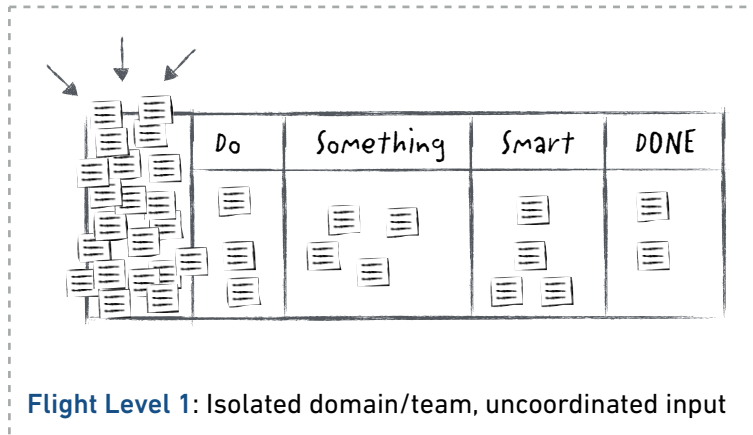 Do Something Smart DONE
Flight Level 1: Isolated domain/team, uncoordinated input